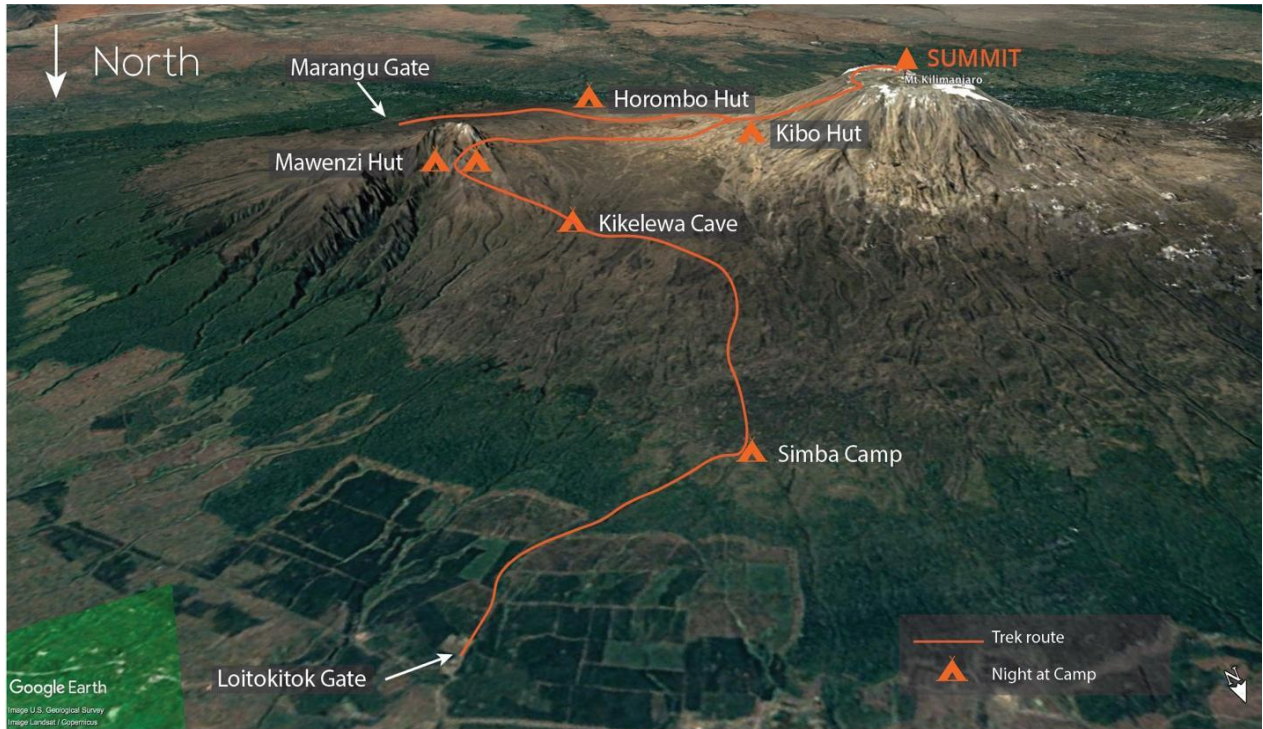 North
SUMMIT
Mt Kilimanjaro
Marangu Gate
Horombo Hut
Kibo Hut
Mawenzi Hut
Kikelewa Cave
Simba Camp
Loitokitok Gate
Trek route
Night at Camp
N
Google Earth
Image U.S. Geological Survey
Image Landsat / Copernicus